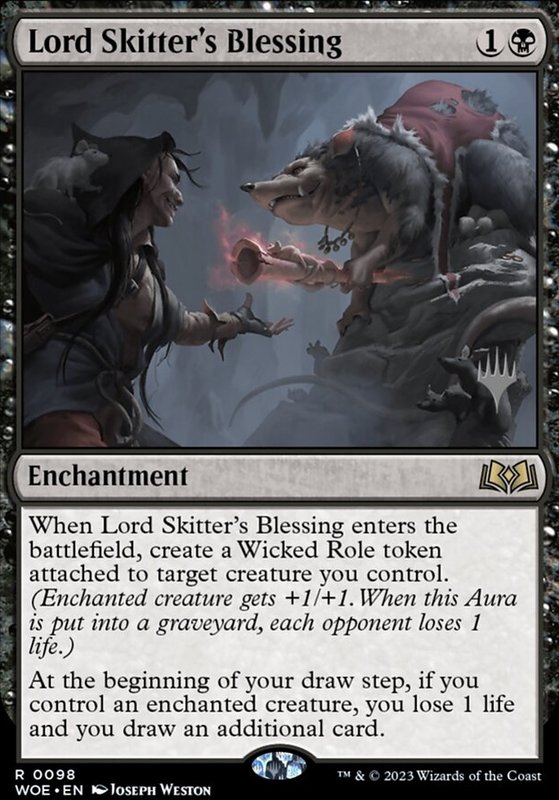 Lord Skitter's Blessing 1
Enchantment
When Lord Skitter's Blessing enters the
battlefield, create a Wicked Role token
attached to target creature you control.
(Enchanted creature gets +1/+1. When this Aura
is put into a graveyard, each opponent loses 1
life.)
At the beginning of your draw step, if you
control an enchanted creature, you lose 1 life
and you draw an additional card.
R 0098
WOE • EN Joseph Weston
™ & © 2023 Wizards of the Coast